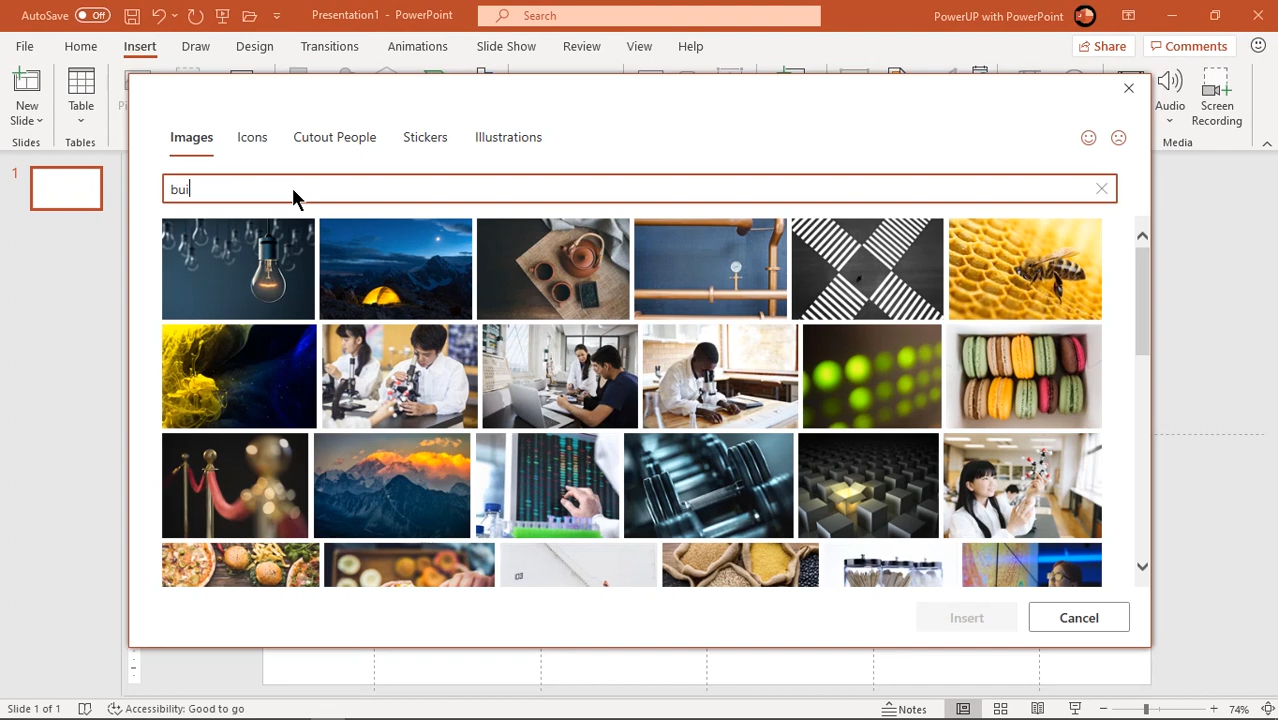 AutoSave Off Presentation1 - PowerPoint Search PowerUP with PowerPoint
File Home Insert Draw Design Transitions Animations Slide Show Review View Help Share Comments
New Slide
Table
Audio
Screen Recording
Slides Tables Media
Images Icons Cutout People Stickers Illustrations
1
bui
Insert Cancel
Slide 1 of 1 Accessibility: Good to go Notes 74%